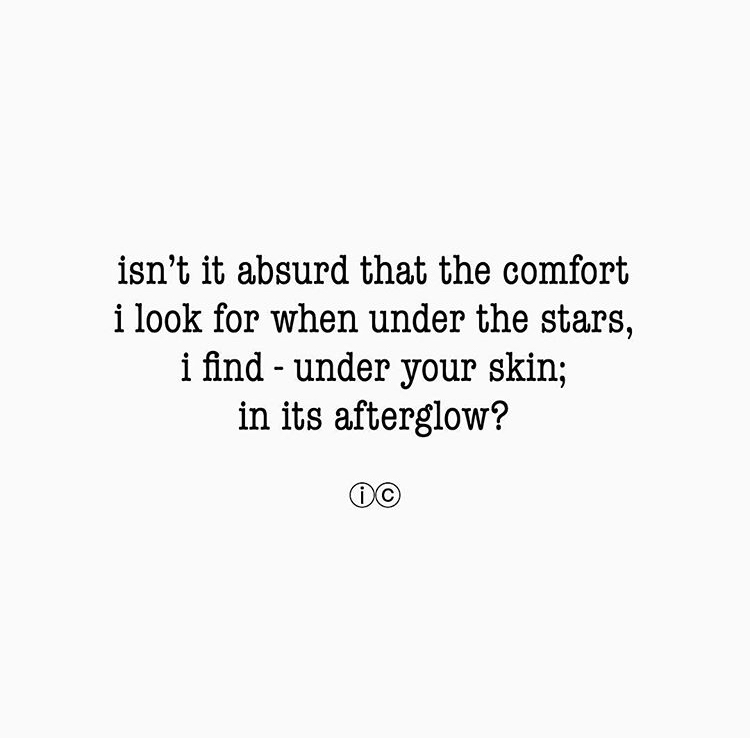 isn’t it absurd that the comfort
i look for when under the stars,
i find - under your skin;
in its afterglow?
ⓘⓒ